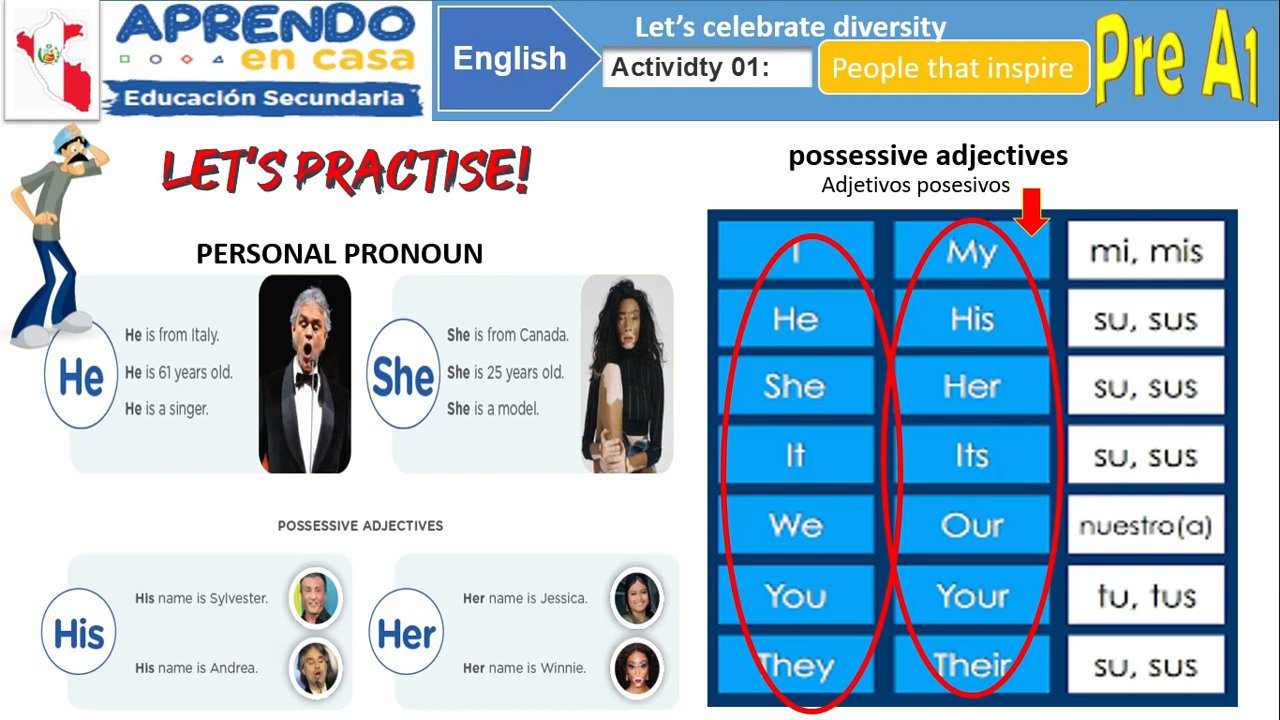 APRENDO
en casa
Educación Secundaria
English
Let's celebrate diversity
Actividty 01:
People that inspire
Pre A1
LET'S PRACTISE!
PERSONAL PRONOUN
He
He is from Italy.
He is 61 years old.
He is a singer.
She
She is from Canada.
She is 25 years old.
She is a model.
POSSESSIVE ADJECTIVES
His
His name is Sylvester.
His name is Andrea.
Her
Her name is Jessica.
Her name is Winnie.
possessive adjectives
Adjetivos posesivos
I My mi, mis
He His su, sus
She Her su, sus
It Its su, sus
We Our nuestro(a)
You Your tu, tus
They Their su, sus